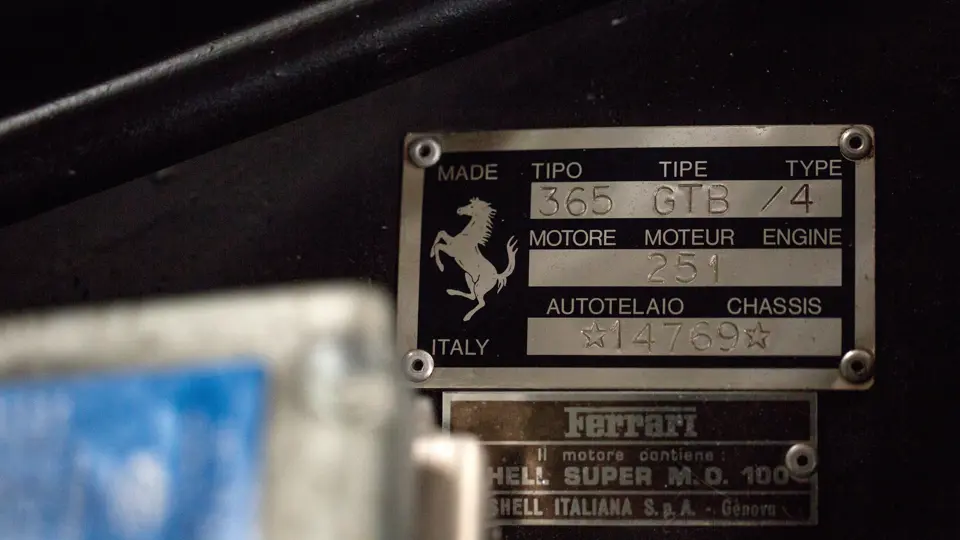 MADE TIPO TIPE TYPE
365 GTB /4
MOTORE MOTEUR ENGINE
251
AUTOTELAIO CHASSIS
☆14769☆
ITALY
Ferrari
Il motore contiene:
HELL SUPER M.O. 100
SHELL ITALIANA S.p.A. - Genova